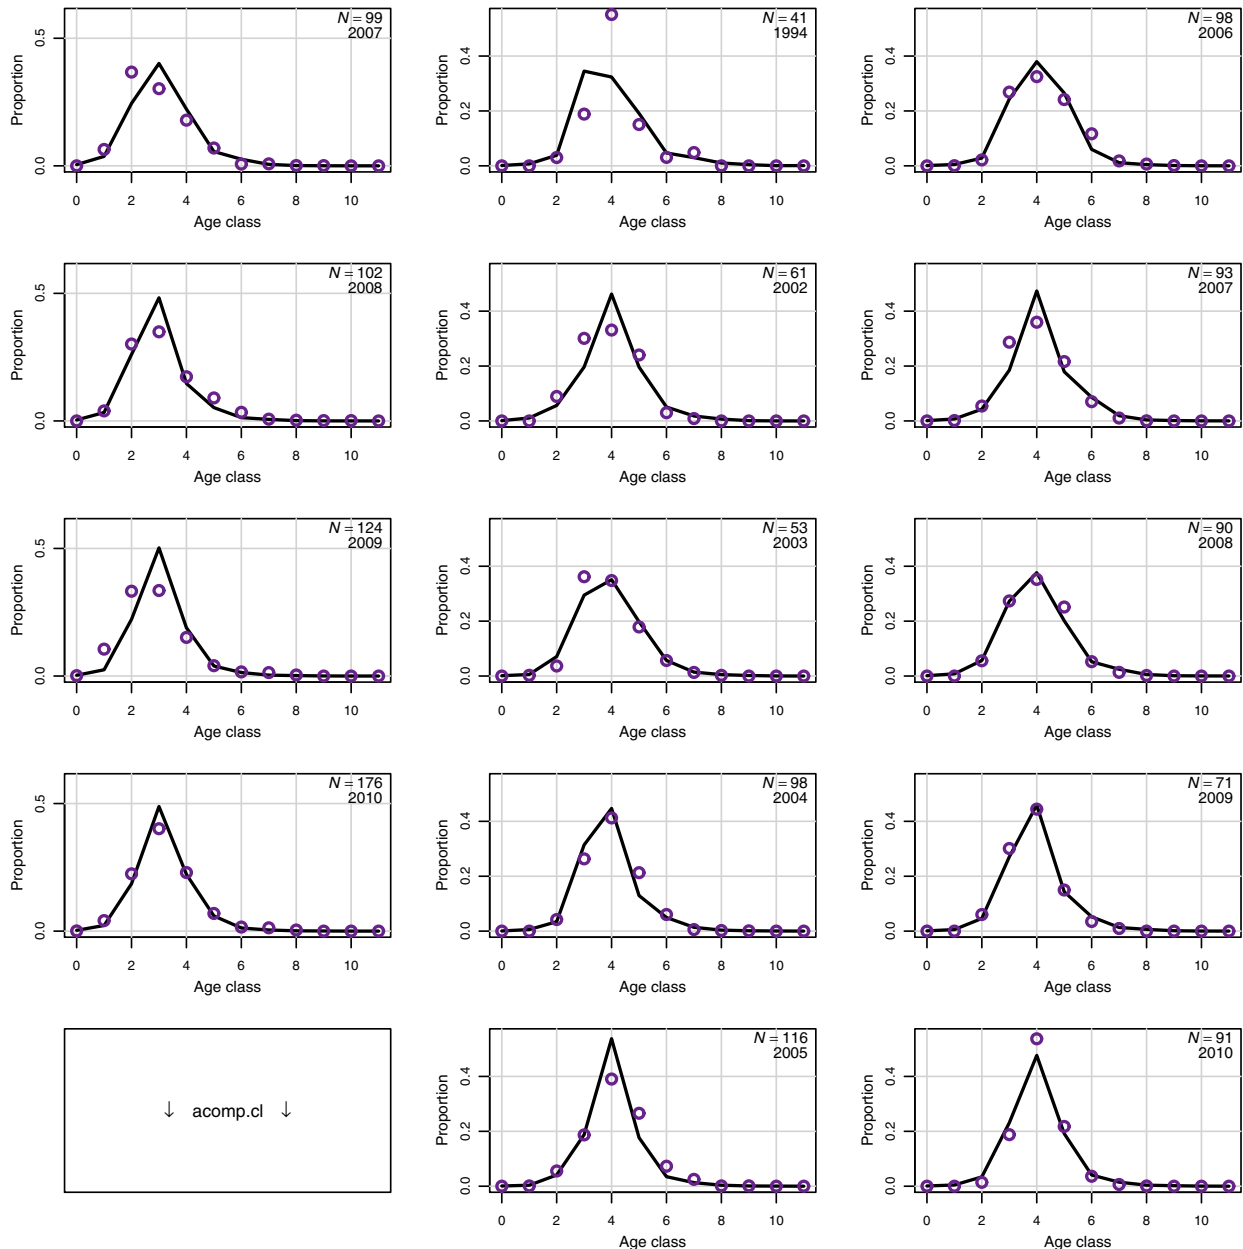 N = 99
2007
Proportion
0.0 0.5
0 2 4 6 8 10
Age class
N = 41
1994
Proportion
0.0 0.2 0.4
0 2 4 6 8 10
Age class
N = 98
2006
Proportion
0.0 0.2 0.4
0 2 4 6 8 10
Age class
N = 102
2008
Proportion
0.0 0.5
0 2 4 6 8 10
Age class
N = 61
2002
Proportion
0.0 0.2 0.4
0 2 4 6 8 10
Age class
N = 93
2007
Proportion
0.0 0.2 0.4
0 2 4 6 8 10
Age class
N = 124
2009
Proportion
0.0 0.5
0 2 4 6 8 10
Age class
N = 53
2003
Proportion
0.0 0.2 0.4
0 2 4 6 8 10
Age class
N = 90
2008
Proportion
0.0 0.2 0.4
0 2 4 6 8 10
Age class
N = 176
2010
Proportion
0.0 0.5
0 2 4 6 8 10
Age class
N = 98
2004
Proportion
0.0 0.2 0.4
0 2 4 6 8 10
Age class
N = 71
2009
Proportion
0.0 0.2 0.4
0 2 4 6 8 10
Age class
↓ acomp.cl ↓
N = 116
2005
Proportion
0.0 0.2 0.4
0 2 4 6 8 10
Age class
N = 91
2010
Proportion
0.0 0.2 0.4
0 2 4 6 8 10
Age class